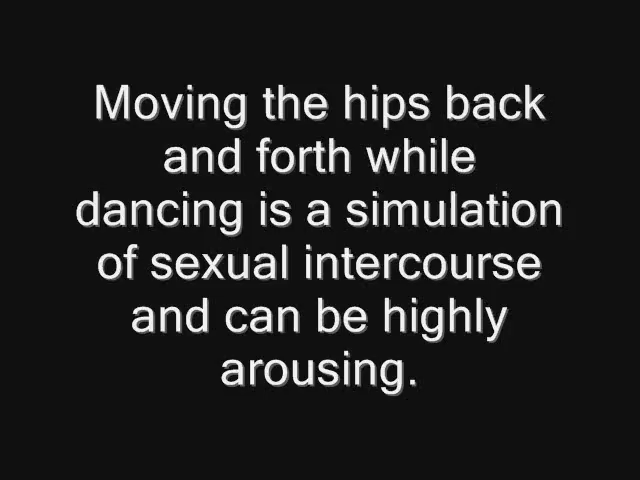 Moving the hips back
and forth while
dancing is a simulation
of sexual intercourse
and can be highly
arousing.